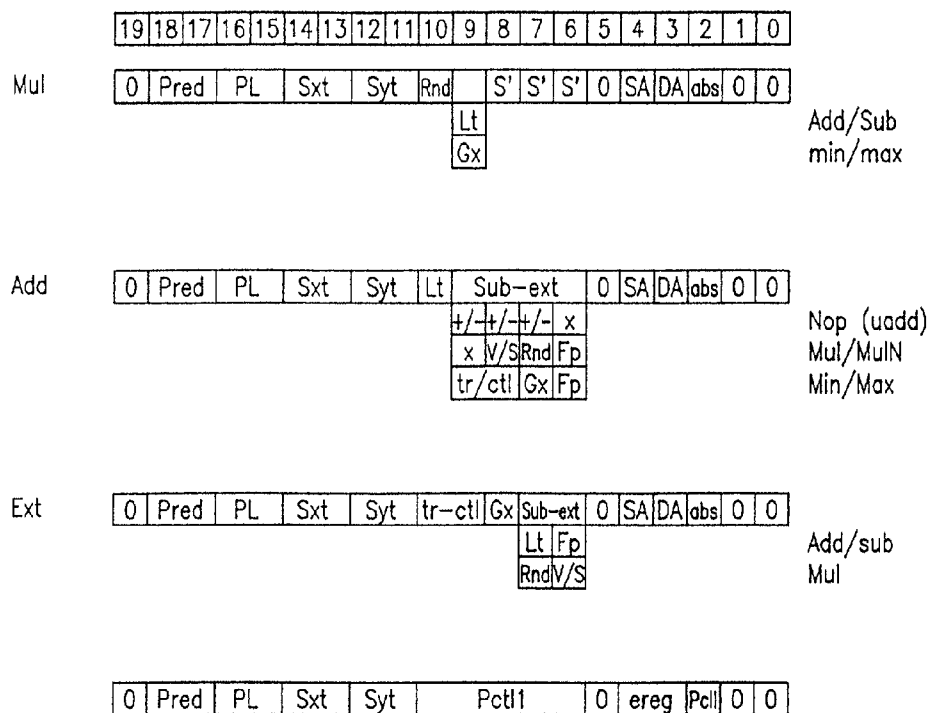 19 18 17 16 15 14 13 12 11 10 9 8 7 6 5 4 3 2 1 0
Mul 0 Pred PL Sxt Syt Rnd S' S' S' 0 SA DA abs 0 0
Lt Add/Sub
Gx min/max
Add 0 Pred PL Sxt Syt Lt Sub-ext 0 SA DA abs 0 0
+/- +/- +/- x Nop (uadd)
x V/S Rnd Fp Mul/MulN
tr/ctl Gx Fp Min/Max
Ext 0 Pred PL Sxt Syt tr-ctl Gx Sub-ext 0 SA DA abs 0 0
Lt Fp Add/sub
Rnd V/S Mul
0 Pred PL Sxt Syt Pctl1 0 ereg 0 0